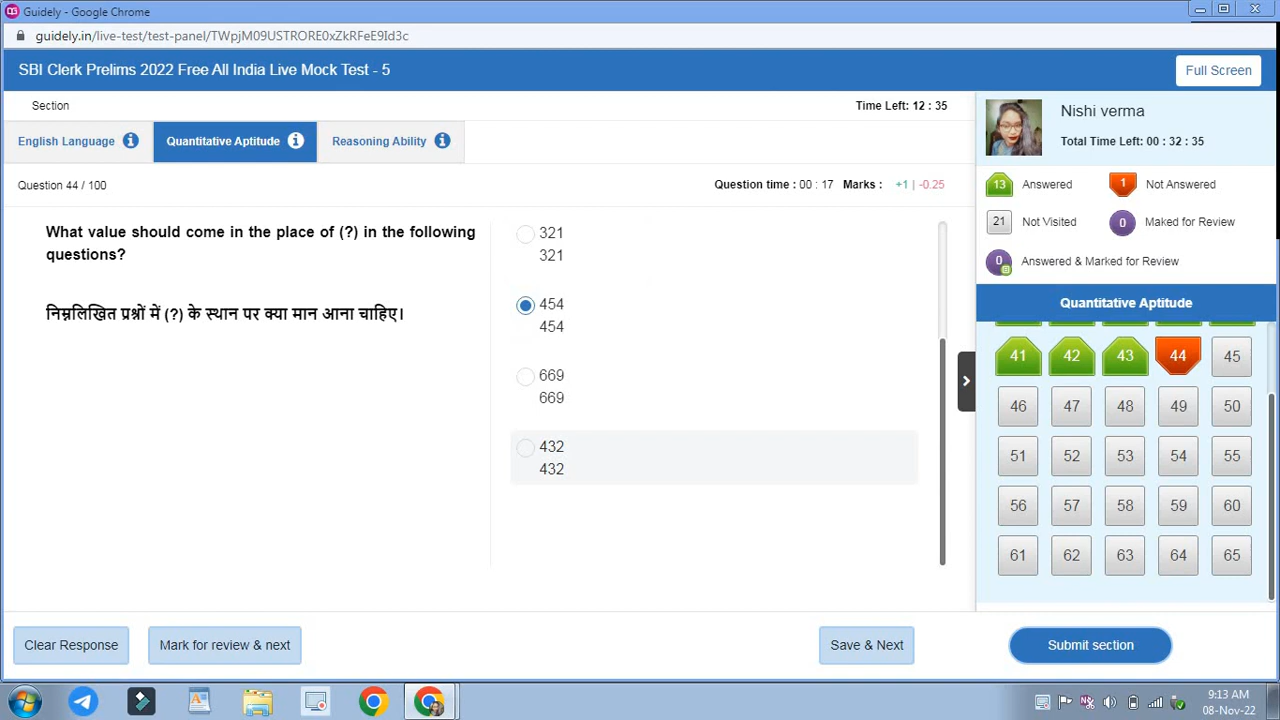 Guidely - Google Chrome
guidely.in/live-test/test-panel/TWpjM09USTRORE0xZkRFeE9Id3c
SBI Clerk Prelims 2022 Free All India Live Mock Test - 5
Full Screen
Section
Time Left: 12 : 35
English Language
Quantitative Aptitude
Reasoning Ability
Nishi verma
Total Time Left: 00 : 32 : 35
Question 44 / 100
Question time : 00 : 17 Marks : +1 | -0.25
13 Answered
1 Not Answered
21 Not Visited
0 Maked for Review
0 Answered & Marked for Review
What value should come in the place of (?) in the following
questions?
निम्नलिखित प्रश्नों में (?) के स्थान पर क्या मान आना चाहिए।
321
321
454
454
669
669
432
432
Quantitative Aptitude
41 42 43 44 45
46 47 48 49 50
51 52 53 54 55
56 57 58 59 60
61 62 63 64 65
Clear Response
Mark for review & next
Save & Next
Submit section
9:13 AM
08-Nov-22